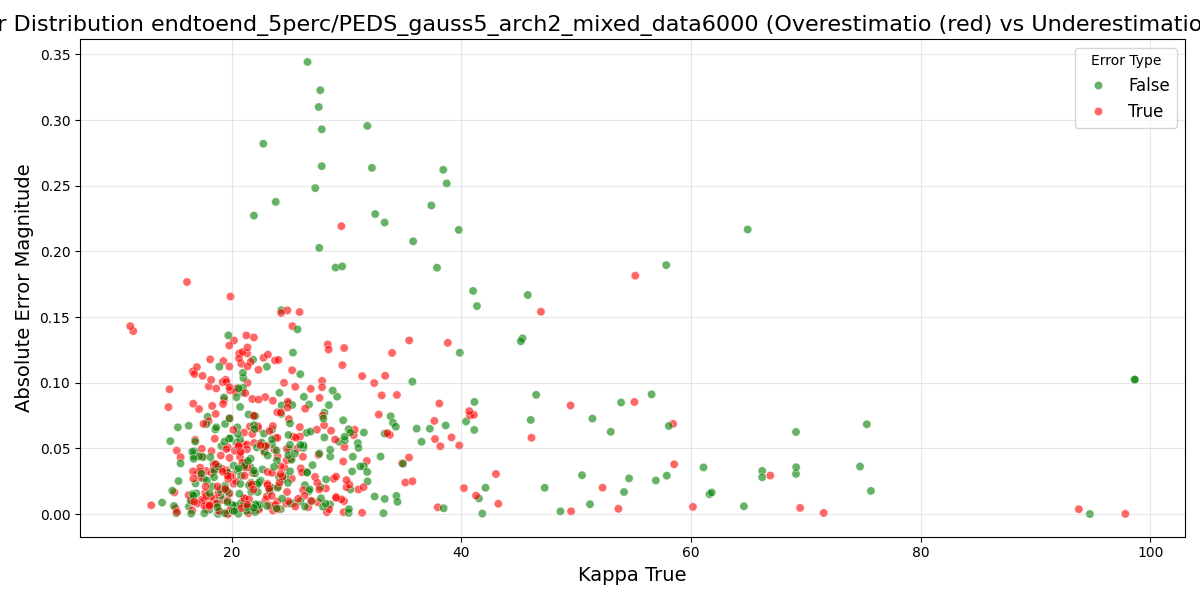 r Distribution endtoend_5perc/PEDS_gauss5_arch2_mixed_data6000 (Overestimatio (red) vs Underestimatio
Error Type
False
True
Absolute Error Magnitude
0.35
0.30
0.25
0.20
0.15
0.10
0.05
0.00
20 40 60 80 100
Kappa True